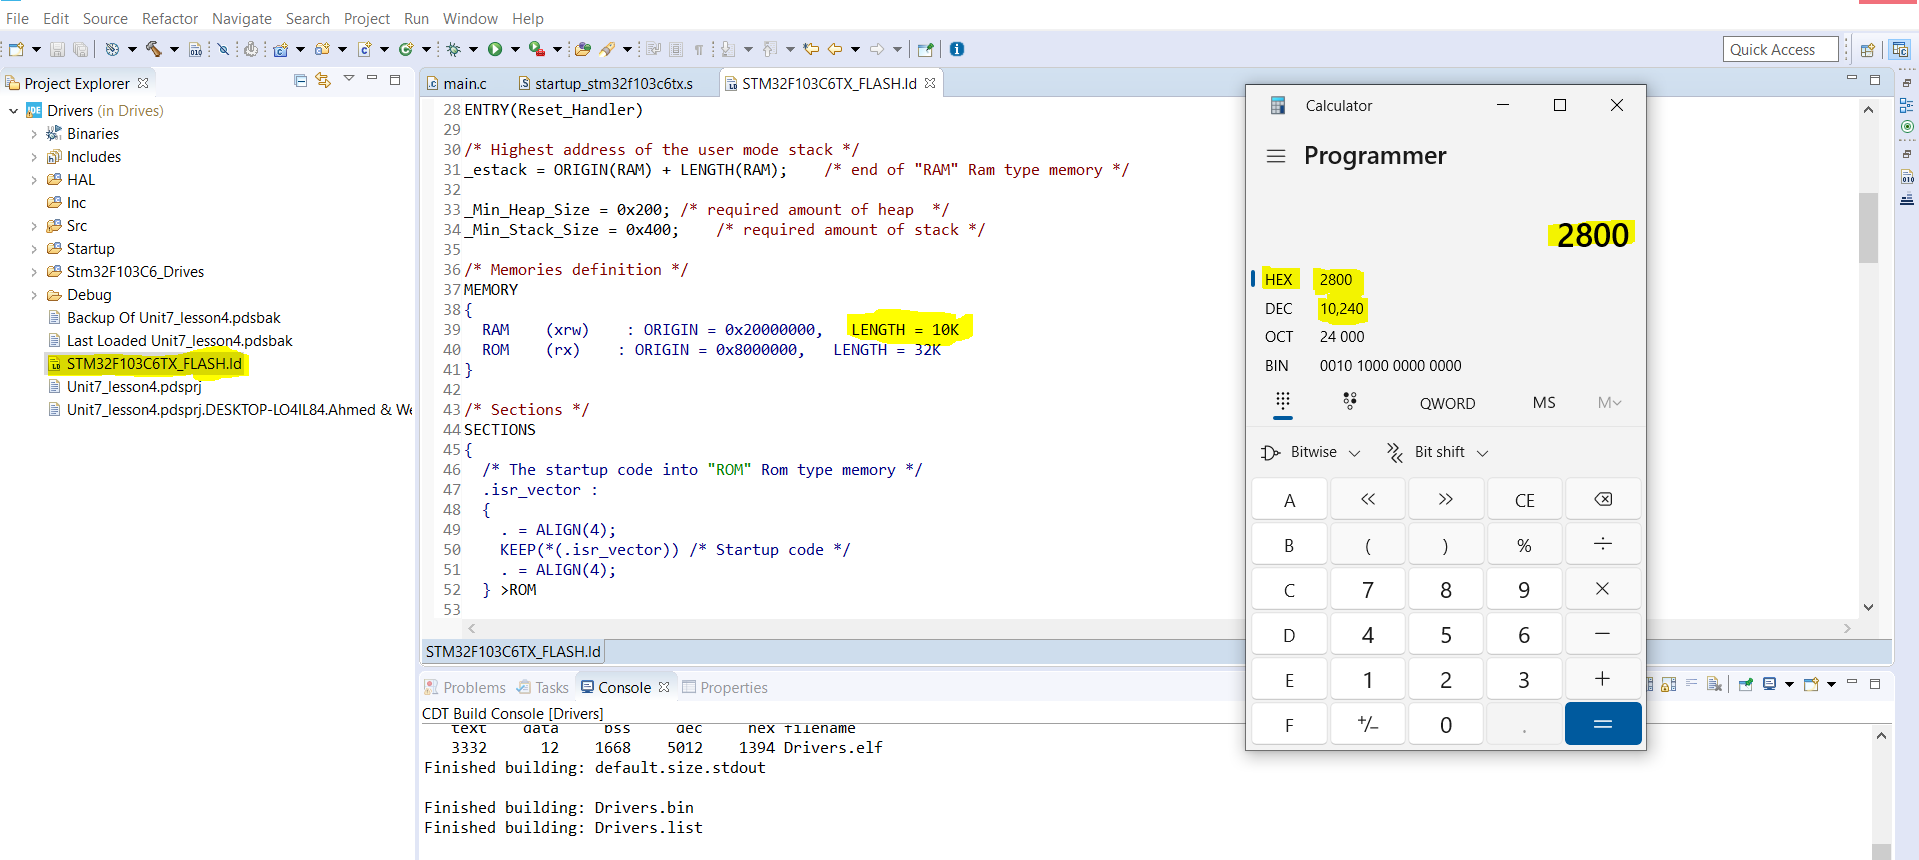 File Edit Source Refactor Navigate Search Project Run Window Help
Quick Access
Project Explorer
Drivers (in Drives)
Binaries
Includes
HAL
Inc
Src
Startup
Stm32F103C6_Drives
Debug
Backup Of Unit7_lesson4.pdsbak
Last Loaded Unit7_lesson4.pdsbak
STM32F103C6TX_FLASH.ld
Unit7_lesson4.pdsprj
Unit7_lesson4.pdsprj.DESKTOP-LO4IL84.Ahmed & We
main.c startup_stm32f103c6tx.s STM32F103C6TX_FLASH.ld
28 ENTRY(Reset_Handler)
29
30 /* Highest address of the user mode stack */
31 _estack = ORIGIN(RAM) + LENGTH(RAM); /* end of "RAM" Ram type memory */
32
33 _Min_Heap_Size = 0x200; /* required amount of heap */
34 _Min_Stack_Size = 0x400; /* required amount of stack */
35
36 /* Memories definition */
37 MEMORY
38 {
39 RAM (xrw) : ORIGIN = 0x20000000, LENGTH = 10K
40 ROM (rx) : ORIGIN = 0x8000000, LENGTH = 32K
41 }
42
43 /* Sections */
44 SECTIONS
45 {
46 /* The startup code into "ROM" Rom type memory */
47 .isr_vector :
48 {
49 . = ALIGN(4);
50 KEEP(*(.isr_vector)) /* Startup code */
51 . = ALIGN(4);
52 } >ROM
53
STM32F103C6TX_FLASH.ld
Problems Tasks Console Properties
CDT Build Console [Drivers]
text data bss dec hex filename
3332 12 1668 5012 1394 Drivers.elf
Finished building: default.size.stdout
Finished building: Drivers.bin
Finished building: Drivers.list
Calculator
Programmer
2800
HEX 2800
DEC 10,240
OCT 24 000
BIN 0010 1000 0000 0000
QWORD MS M
Bitwise Bit shift
A << >> CE
B ( ) % ÷
C 7 8 9 ×
D 4 5 6 −
E 1 2 3 +
F +/− 0 . =